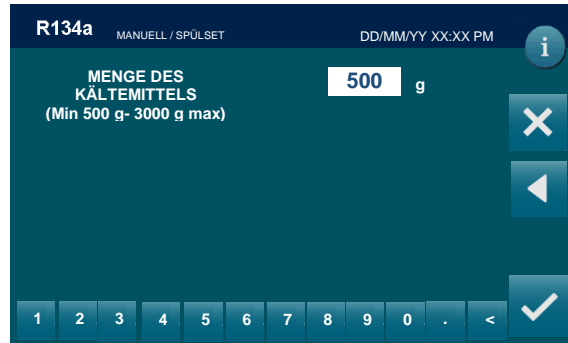 R134a MANUELL / SPÜLSET DD/MM/YY XX:XX PM
i
MENGE DES
KÄLTEMITTELS
(Min 500 g- 3000 g max)
500 g
1 2 3 4 5 6 7 8 9 0 . <